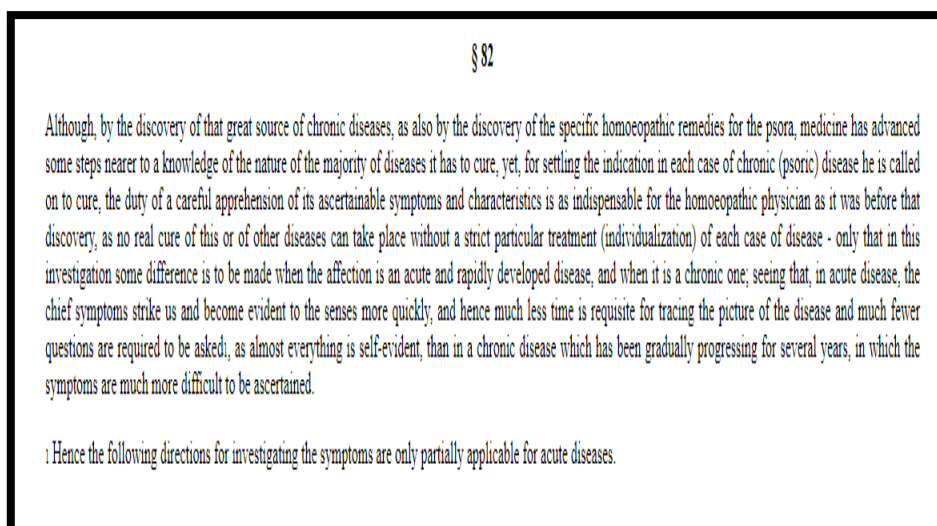 § 82
Although, by the discovery of that great source of chronic diseases, as also by the discovery of the specific homoeopathic remedies for the psora, medicine has advanced
some steps nearer to a knowledge of the nature of the majority of diseases it has to cure, yet, for settling the indication in each case of chronic (psoric) disease he is called
on to cure, the duty of a careful apprehension of its ascertainable symptoms and characteristics is as indispensable for the homoeopathic physician as it was before that
discovery, as no real cure of this or of other diseases can take place without a strict particular treatment (individualization) of each case of disease - only that in this
investigation some difference is to be made when the affection is an acute and rapidly developed disease, and when it is a chronic one; seeing that, in acute disease, the
chief symptoms strike us and become evident to the senses more quickly, and hence much less time is requisite for tracing the picture of the disease and much fewer
questions are required to be asked1, as almost everything is self-evident, than in a chronic disease which has been gradually progressing for several years, in which the
symptoms are much more difficult to be ascertained.
1 Hence the following directions for investigating the symptoms are only partially applicable for acute diseases.